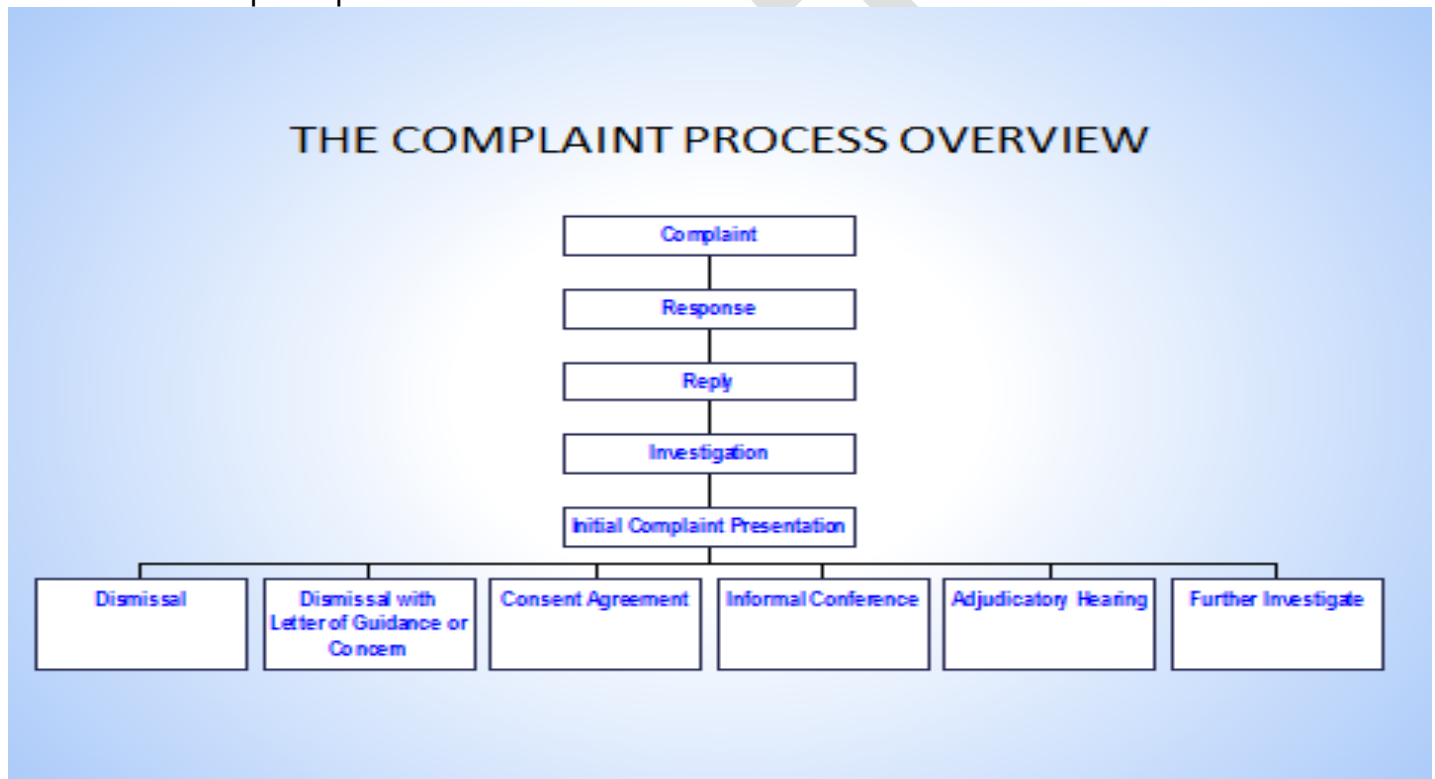 THE COMPLAINT PROCESS OVERVIEW
Complaint
Response
Reply
Investigation
Initial Complaint Presentation
Dismissal
Dismissal with
Letter of Guidance or
Concern
Consent Agreement
Informal Conference
Adjudicatory Hearing
Further Investigate